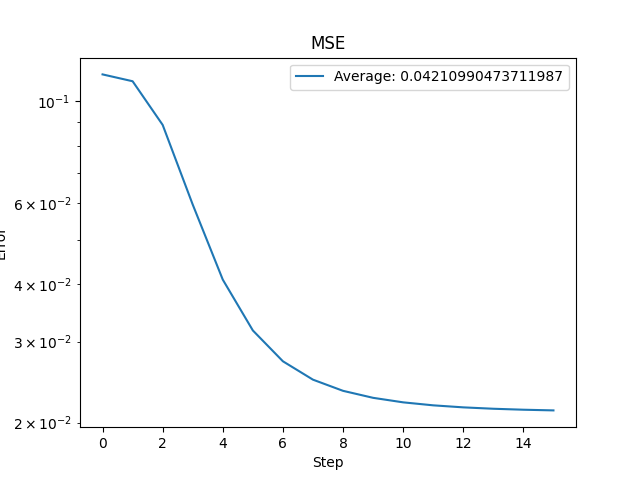 MSE
Average: 0.04210990473711987
10⁻¹
6 × 10⁻²
4 × 10⁻²
3 × 10⁻²
2 × 10⁻²
Error
0 2 4 6 8 10 12 14
Step